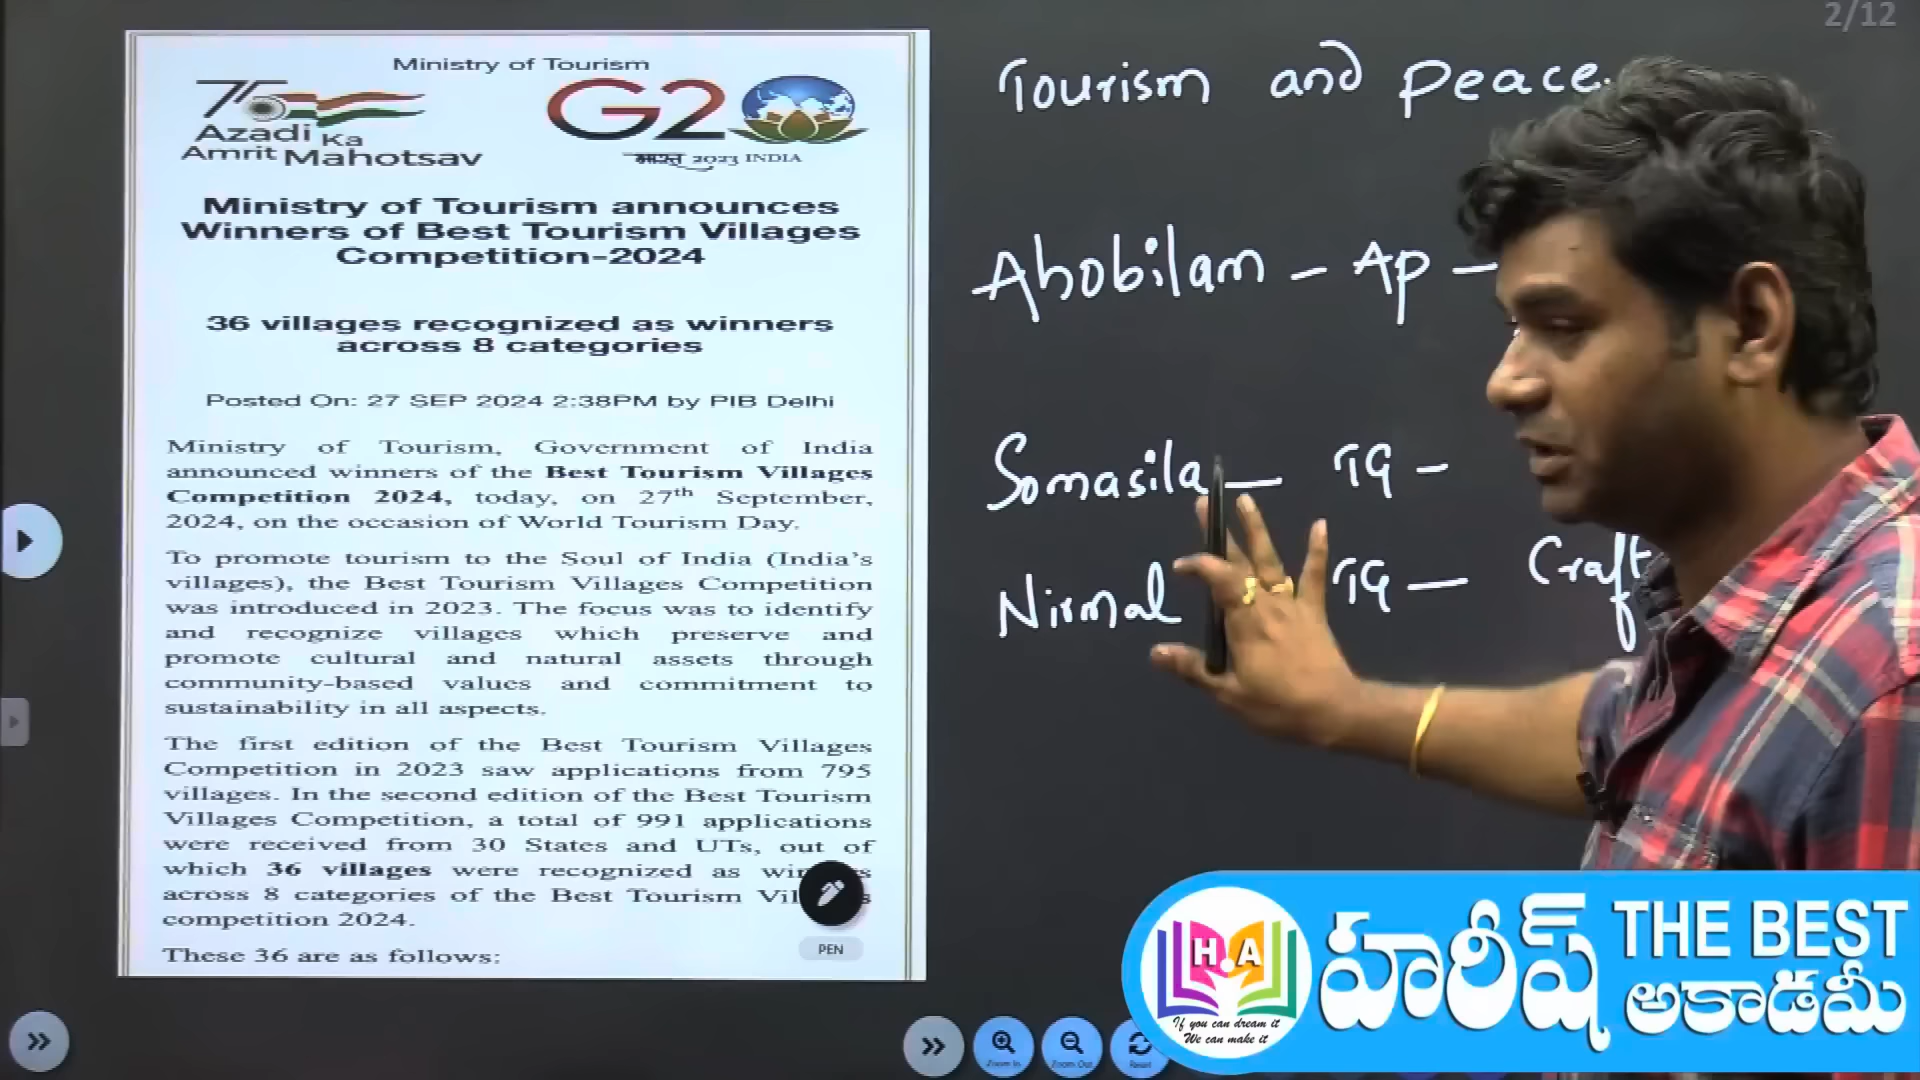 2/12
Ministry of Tourism
75
Azadi Ka
Amrit Mahotsav
G20
भारत 2023 INDIA
Ministry of Tourism announces
Winners of Best Tourism Villages
Competition-2024
36 villages recognized as winners
across 8 categories
Posted On: 27 SEP 2024 2:38PM by PIB Delhi
Ministry of Tourism, Government of India
announced winners of the Best Tourism Villages
Competition 2024, today, on 27th September,
2024, on the occasion of World Tourism Day.
To promote tourism to the Soul of India (India's
villages), the Best Tourism Villages Competition
was introduced in 2023. The focus was to identify
and recognize villages which preserve and
promote cultural and natural assets through
community-based values and commitment to
sustainability in all aspects.
The first edition of the Best Tourism Villages
Competition in 2023 saw applications from 795
villages. In the second edition of the Best Tourism
Villages Competition, a total of 991 applications
were received from 30 States and UTs, out of
which 36 villages were recognized as
across 8 categories of the Best Tourism
competition 2024.
These 36 are as follows:
PEN
Tourism and peace
Ahobilam - AP -
Somasila - TG -
Nirmal TG - Craft
Zoom In
Zoom Out
Reset
H.A
If you can dream it
We can make it
హరీష్
THE BEST
అకాడమీ